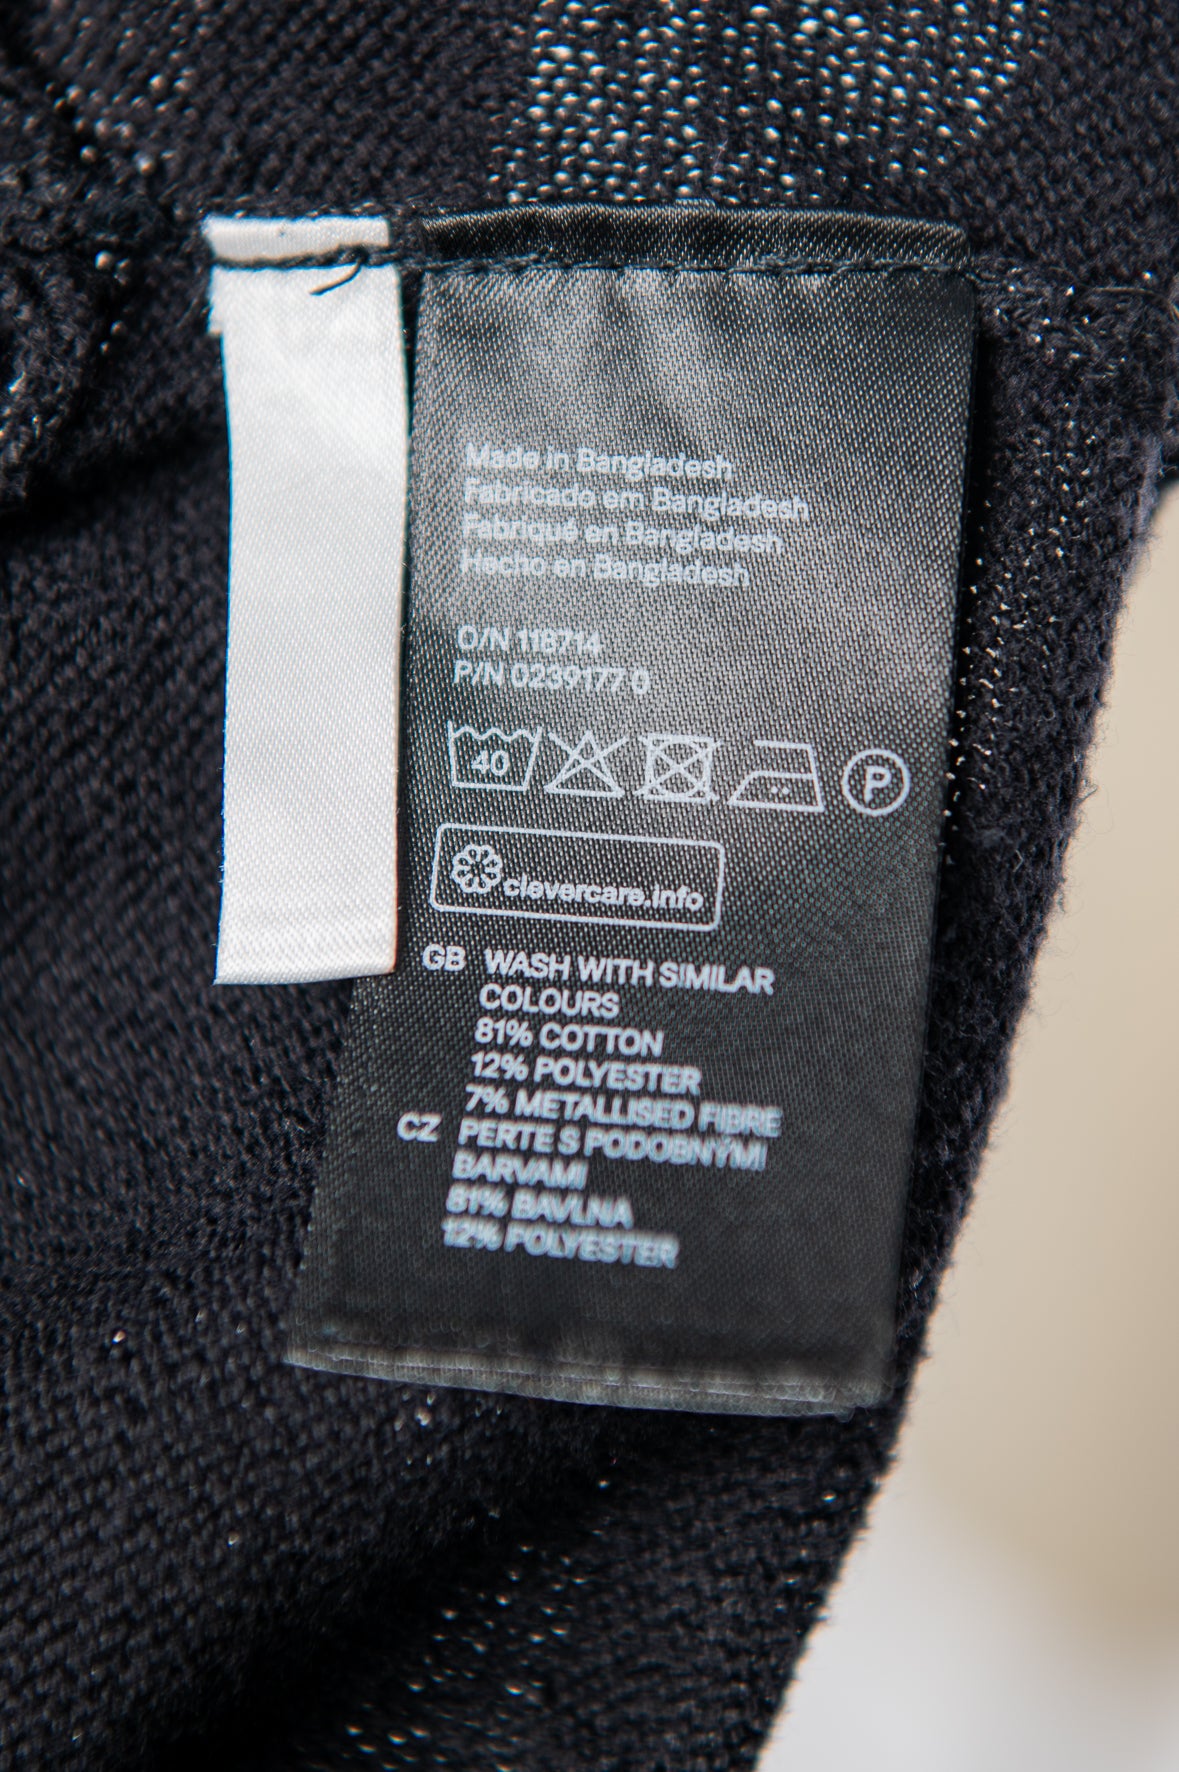 Made in Bangladesh
Fabricado em Bangladesh
Fabriqué en Bangladesh
Hecho en Bangladesh
O/N 118714
P/N 0239177 0
40
P
clevercare.info
GB WASH WITH SIMILAR
COLOURS
81% COTTON
12% POLYESTER
7% METALLISED FIBRE
CZ PERTE S PODOBNÝMI
BARVAMI
81% BAVLNA
12% POLYESTER